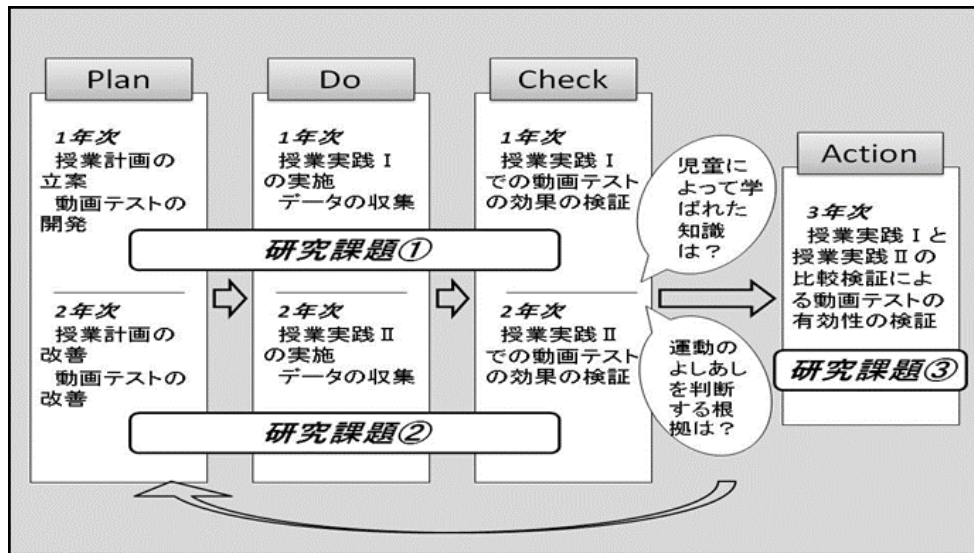 Plan
1年次
授業計画の
立案
動画テストの
開発
2年次
授業計画の
改善
動画テストの
改善
Do
1年次
授業実践Ⅰ
の実施
データの収集
2年次
授業実践Ⅱ
の実施
データの収集
Check
1年次
授業実践Ⅰ
での動画テスト
の効果の検証
2年次
授業実践Ⅱ
での動画テスト
の効果の検証
研究課題①
研究課題②
児童に
よって学
ばれた
知識
は？
運動の
よしあし
を判断
する根
拠は？
Action
3年次
授業実践Ⅰと
授業実践Ⅱの
比較検証によ
る動画テストの
有効性の検証
研究課題③